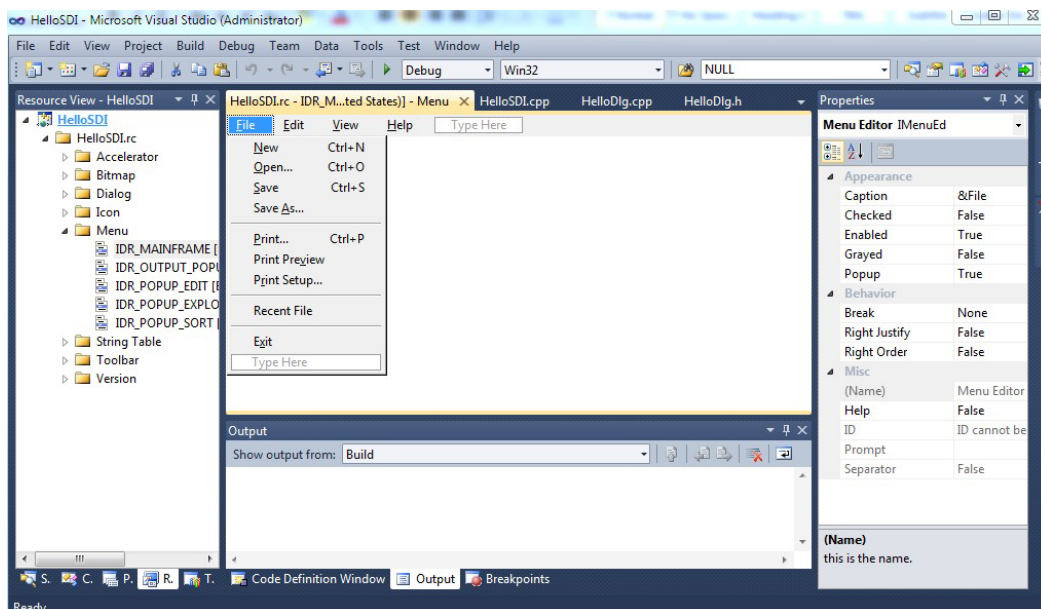 HelloSDI - Microsoft Visual Studio (Administrator)
File Edit View Project Build Debug Team Data Tools Test Window Help
Debug Win32 NULL
Resource View - HelloSDI
HelloSDI
HelloSDI.rc
Accelerator
Bitmap
Dialog
Icon
Menu
IDR_MAINFRAME [
IDR_OUTPUT_POPU
IDR_POPUP_EDIT [E
IDR_POPUP_EXPLO
IDR_POPUP_SORT [
String Table
Toolbar
Version
S. C. P. R. T.
HelloSDI.rc - IDR_M...ted States)] - Menu HelloSDI.cpp HelloDlg.cpp HelloDlg.h
File Edit View Help Type Here
New Ctrl+N
Open... Ctrl+O
Save Ctrl+S
Save As...
Print... Ctrl+P
Print Preview
Print Setup...
Recent File
Exit
Type Here
Output
Show output from: Build
Code Definition Window Output Breakpoints
Properties
Menu Editor IMenuEd
Appearance
Caption &File
Checked False
Enabled True
Grayed False
Popup True
Behavior
Break None
Right Justify False
Right Order False
Misc
(Name) Menu Editor
Help False
ID ID cannot be
Prompt
Separator False
(Name)
this is the name.
Ready